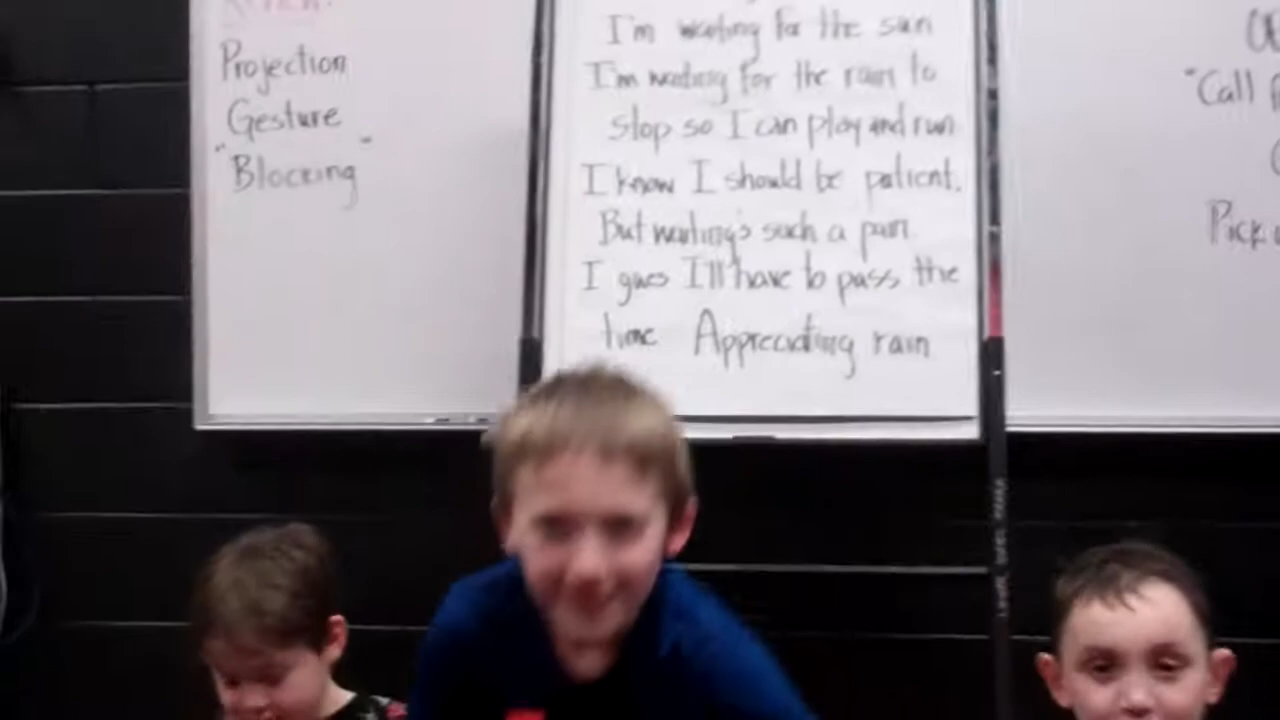 Projection
Gesture
"Blocking"
I'm waiting for the sun
I'm waiting for the rain to
stop so I can play and run
I know I should be patient.
But waiting's such a pain
I guess I'll have to pass the
time Appreciating rain
"Call
Pick